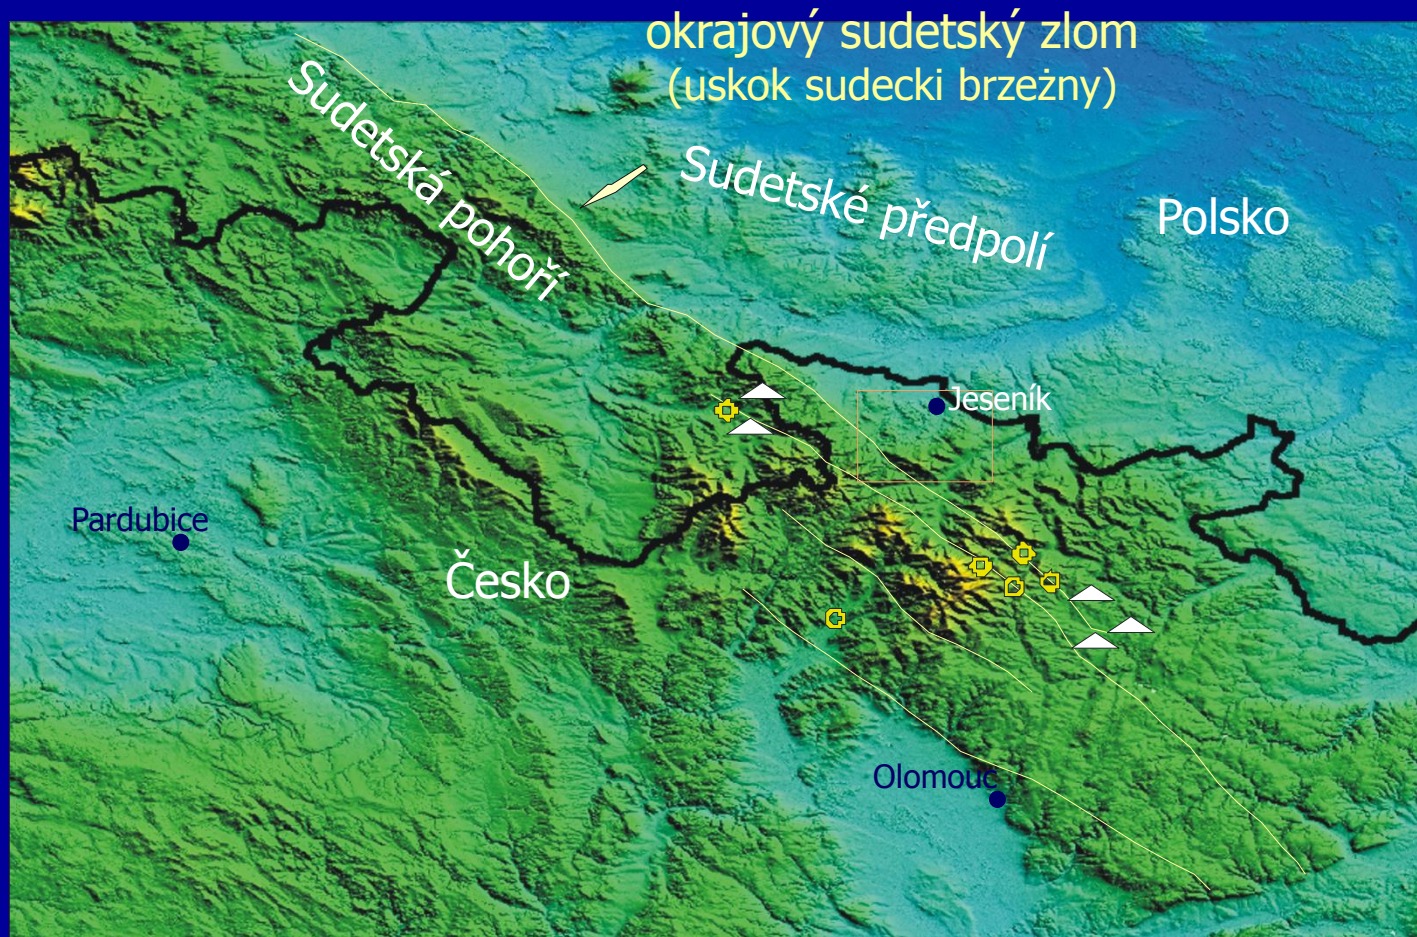 okrajový sudetský zlom
(uskok sudecki brzeżny)
Sudetská pohoří
Sudetské předpolí
Polsko
Jeseník
Pardubice
Česko
Olomouc